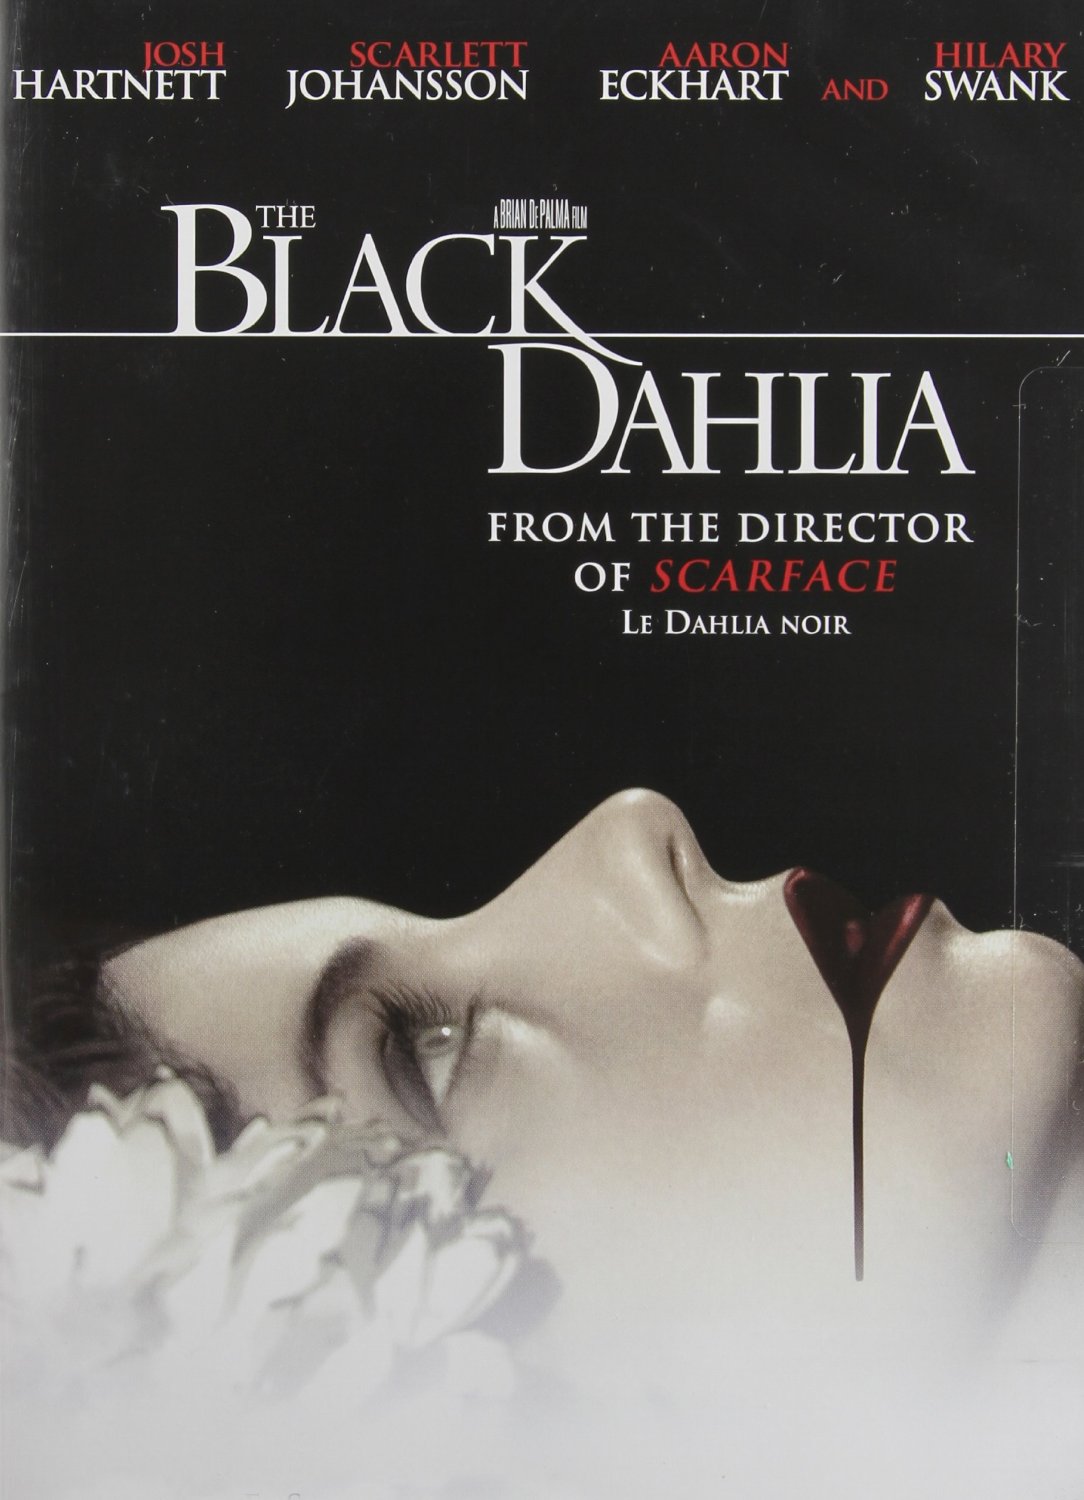 JOSH HARTNETT
SCARLETT JOHANSSON
AARON ECKHART
AND
HILARY SWANK
A BRIAN DE PALMA FILM
THE BLACK
DAHLIA
FROM THE DIRECTOR
OF SCARFACE
LE DAHLIA NOIR